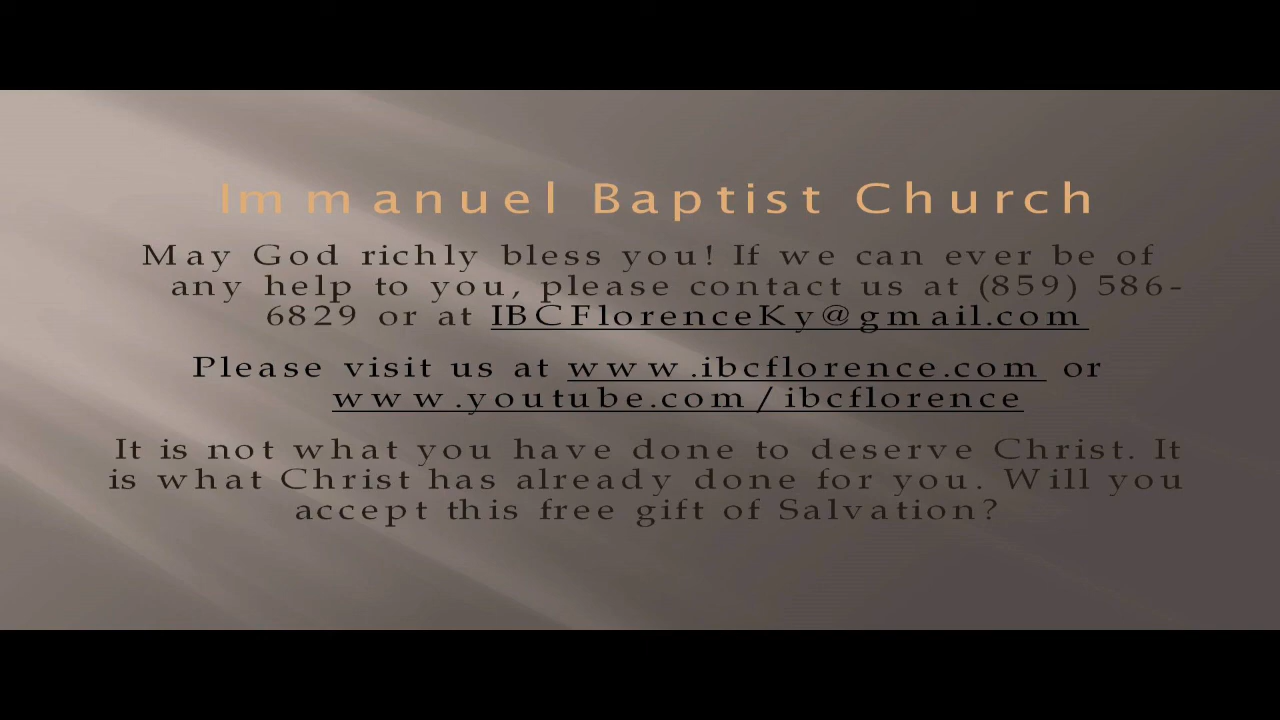 Immanuel Baptist Church
May God richly bless you! If we can ever be of
any help to you, please contact us at (859) 586-
6829 or at IBCFlorenceKy@gmail.com
Please visit us at www.ibcflorence.com or
www.youtube.com/ibcflorence
It is not what you have done to deserve Christ. It
is what Christ has already done for you. Will you
accept this free gift of Salvation?